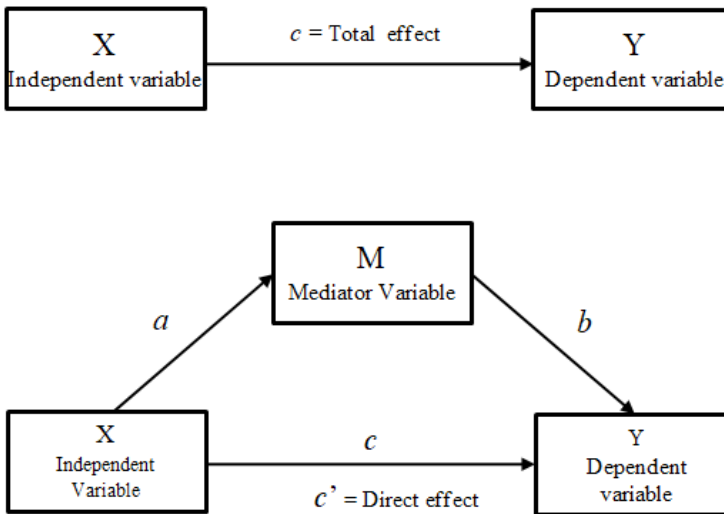 X
Independent variable
c = Total effect
Y
Dependent variable
M
Mediator Variable
a
b
X
Independent
Variable
c
c’ = Direct effect
Y
Dependent
variable